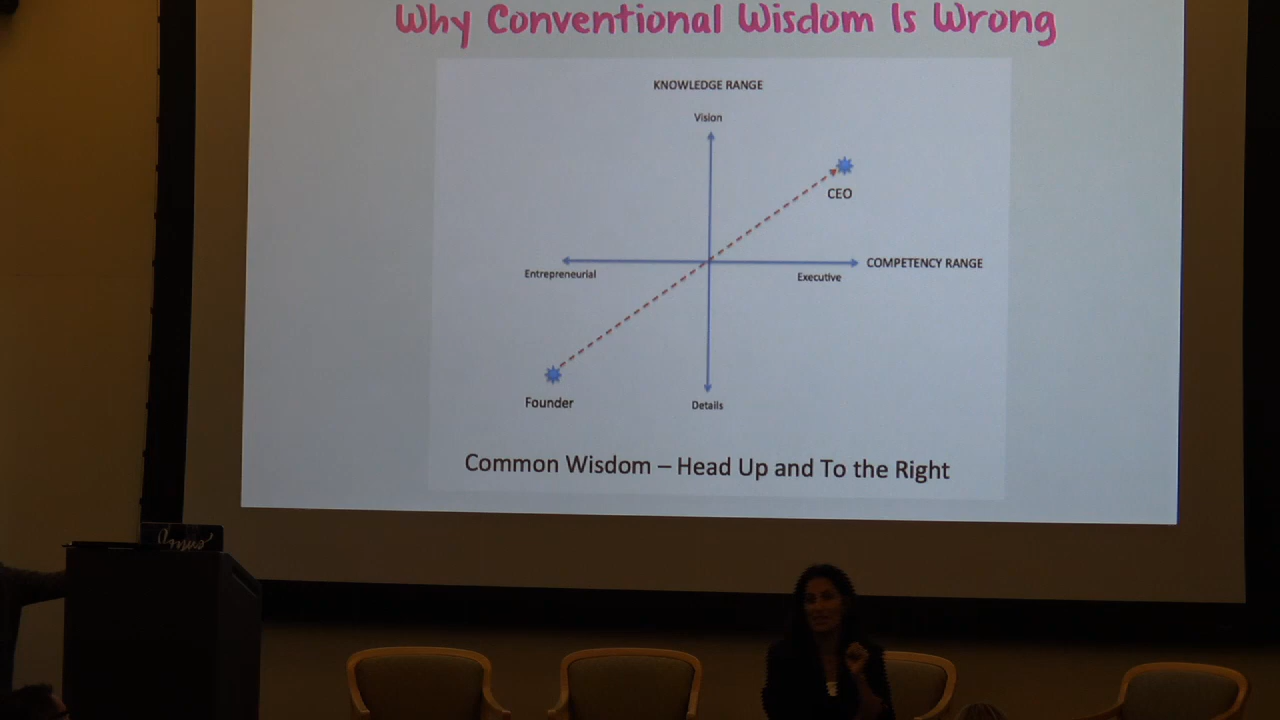 Why Conventional Wisdom Is Wrong
KNOWLEDGE RANGE
Vision
CEO
COMPETENCY RANGE
Entrepreneurial
Executive
Founder
Details
Common Wisdom – Head Up and To the Right